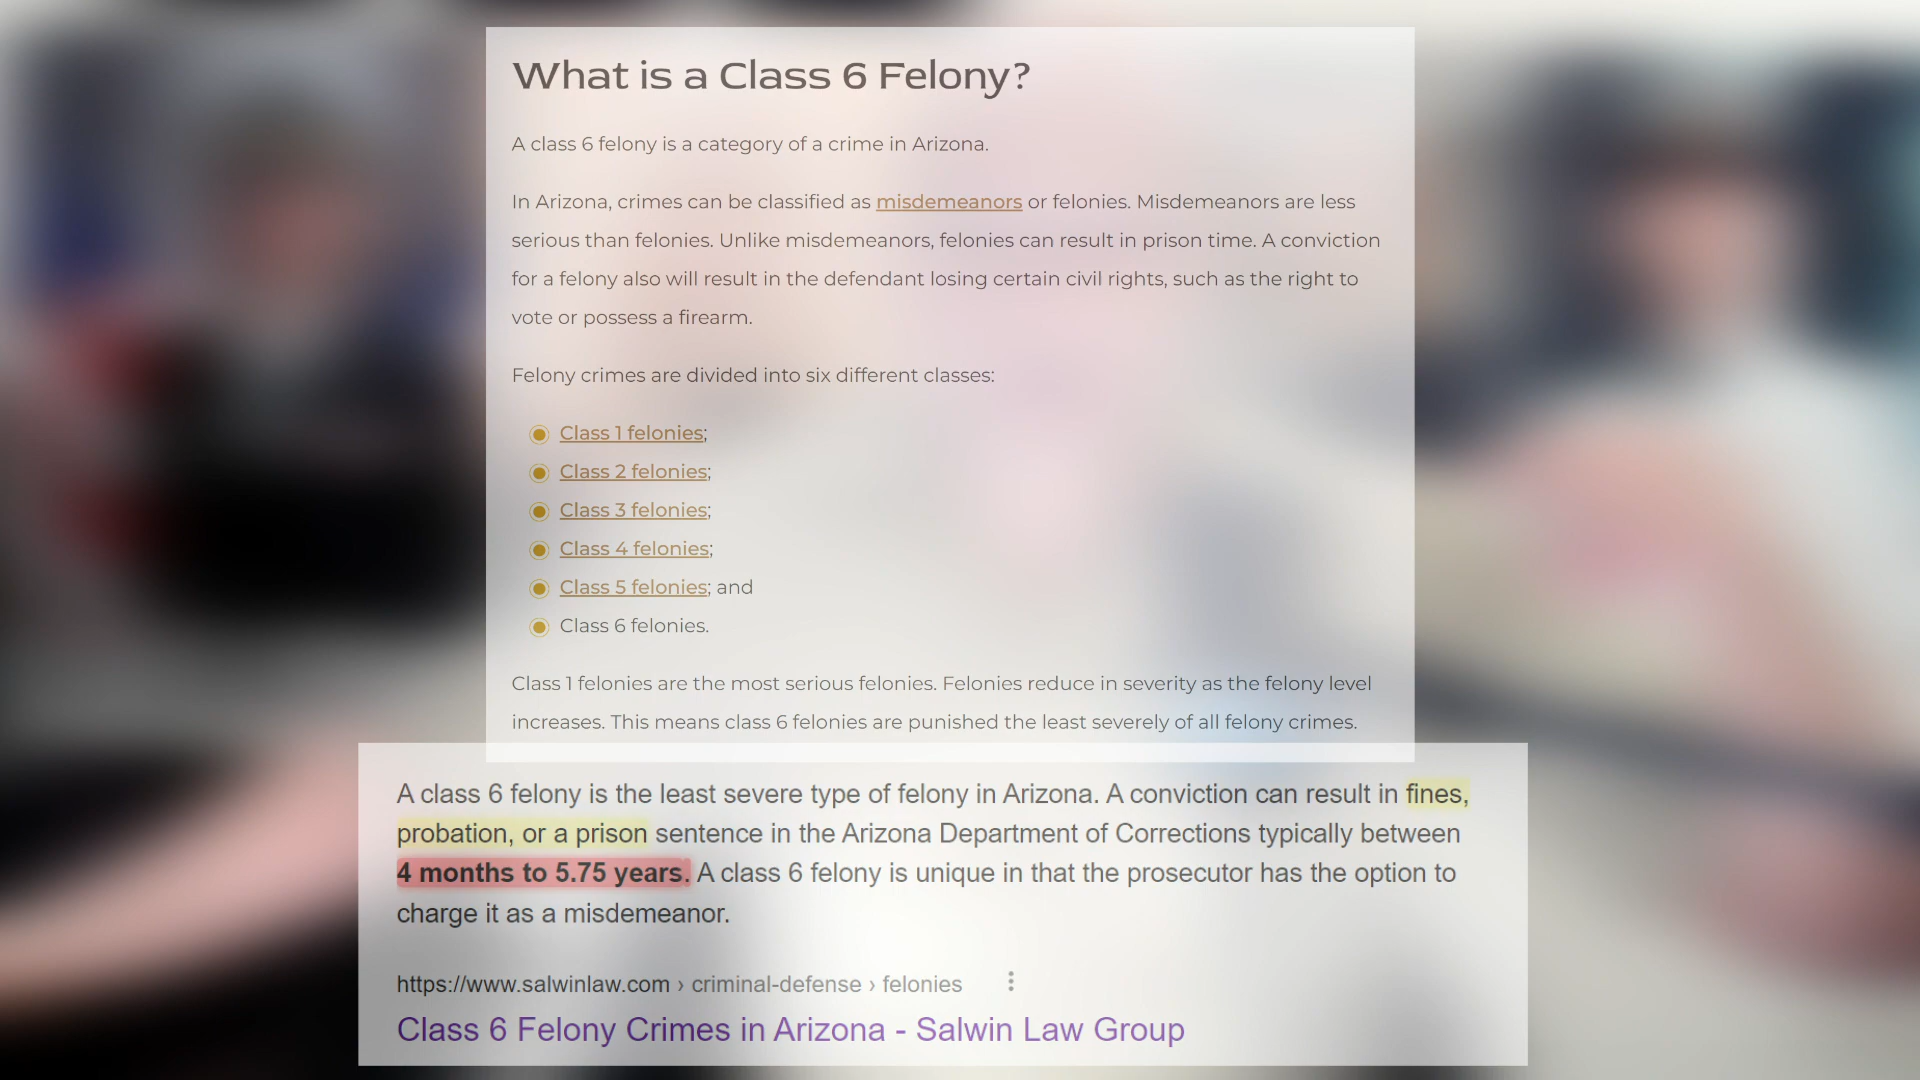 What is a Class 6 Felony?
A class 6 felony is a category of a crime in Arizona.
In Arizona, crimes can be classified as misdemeanors or felonies. Misdemeanors are less
serious than felonies. Unlike misdemeanors, felonies can result in prison time. A conviction
for a felony also will result in the defendant losing certain civil rights, such as the right to
vote or possess a firearm.
Felony crimes are divided into six different classes:
Class 1 felonies;
Class 2 felonies;
Class 3 felonies;
Class 4 felonies;
Class 5 felonies; and
Class 6 felonies.
Class 1 felonies are the most serious felonies. Felonies reduce in severity as the felony level
increases. This means class 6 felonies are punished the least severely of all felony crimes.
A class 6 felony is the least severe type of felony in Arizona. A conviction can result in fines,
probation, or a prison sentence in the Arizona Department of Corrections typically between
4 months to 5.75 years. A class 6 felony is unique in that the prosecutor has the option to
charge it as a misdemeanor.
https://www.salwinlaw.com › criminal-defense › felonies
Class 6 Felony Crimes in Arizona - Salwin Law Group